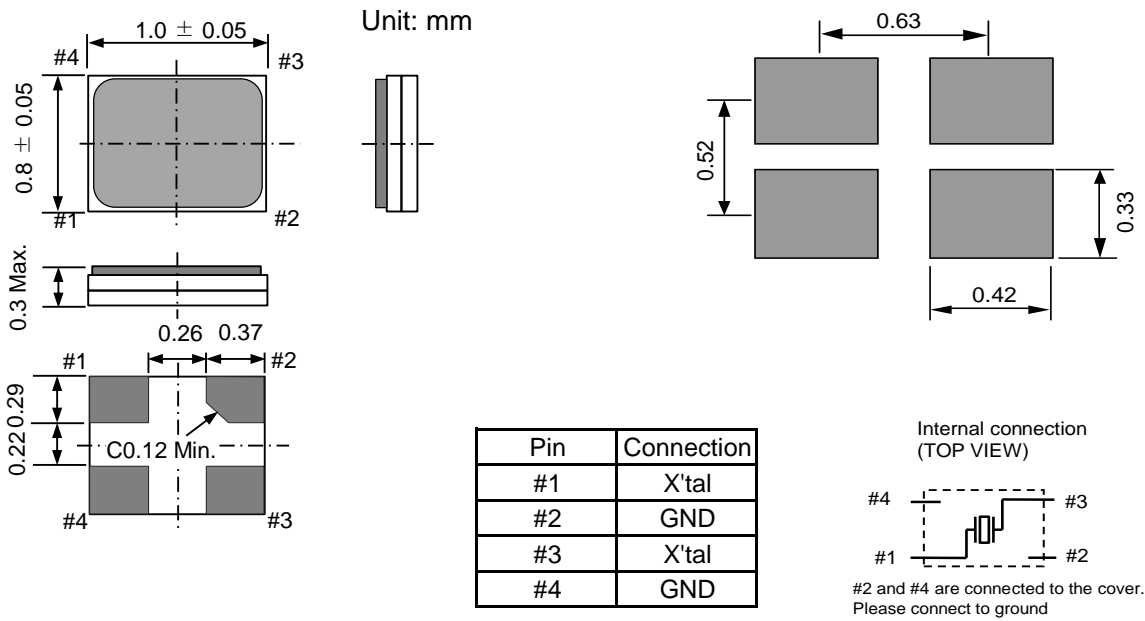 Unit: mm
1.0 ± 0.05
#4
#3
0.8 ± 0.05
#1
#2
0.3 Max.
0.26
0.37
#1
#2
0.29
0.22
C0.12 Min.
#4
#3
0.63
0.52
0.33
0.42
Pin Connection
#1 X'tal
#2 GND
#3 X'tal
#4 GND
Internal connection
(TOP VIEW)
#4
#3
#1
#2
#2 and #4 are connected to the cover.
Please connect to ground